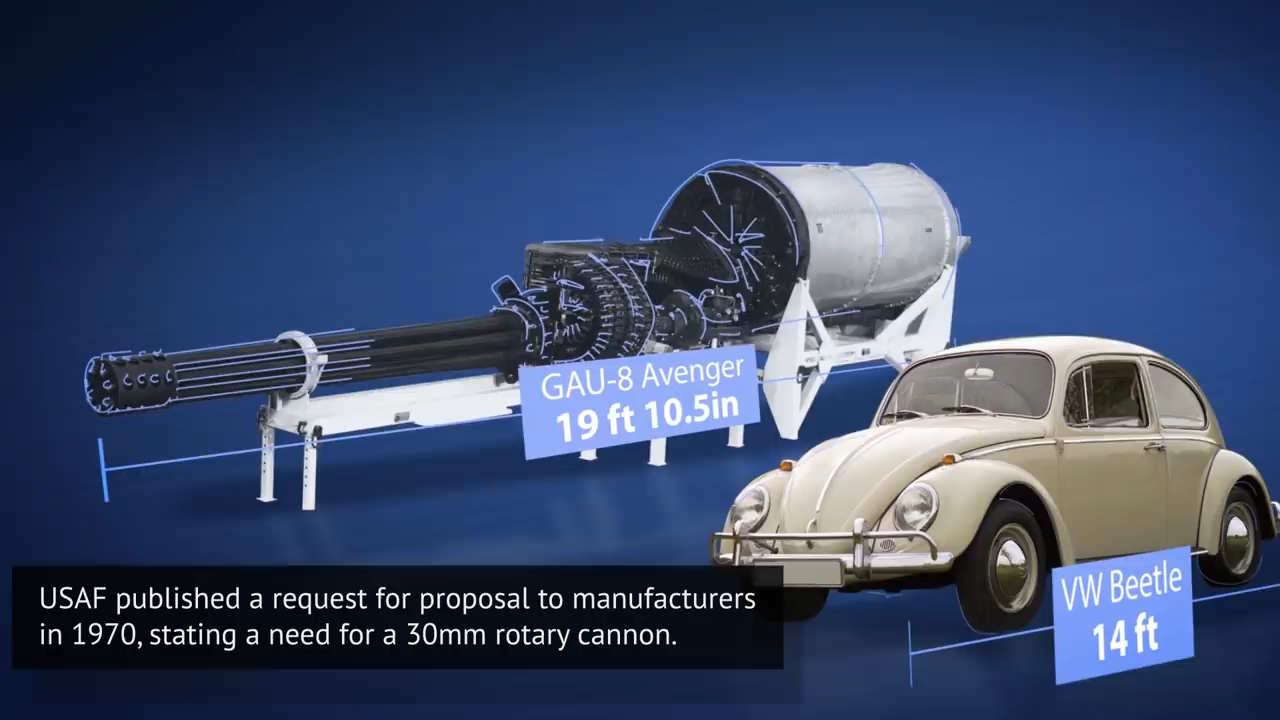 GAU-8 Avenger
19 ft 10.5in
VW Beetle
14 ft
USAF published a request for proposal to manufacturers
in 1970, stating a need for a 30mm rotary cannon.